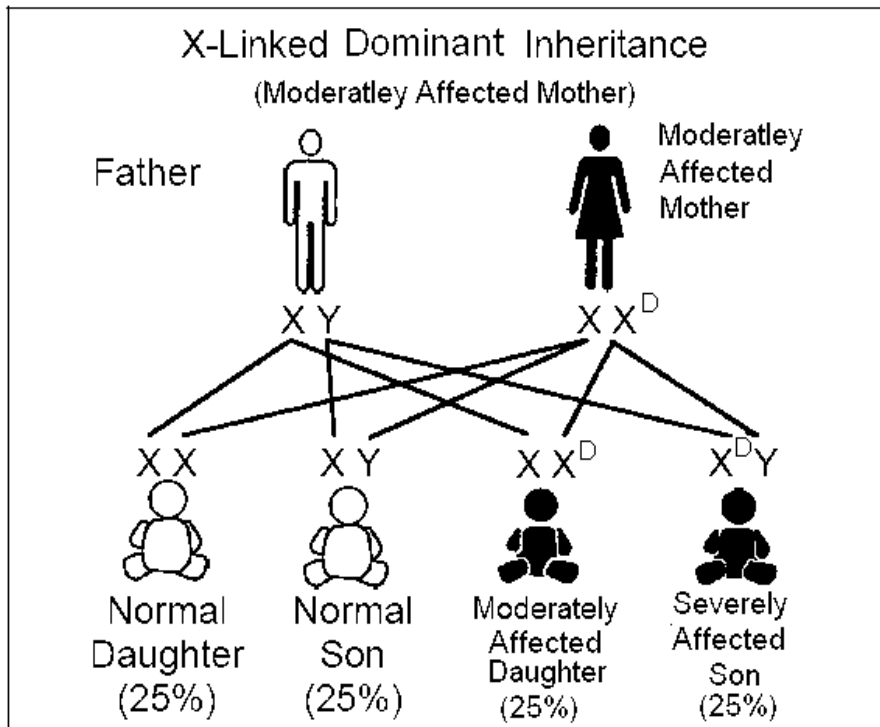 X-Linked Dominant Inheritance
(Moderatley Affected Mother)
Father
Moderatley
Affected
Mother
X Y
X X^D
X X
X Y
X X^D
X^D Y
Normal
Daughter
(25%)
Normal
Son
(25%)
Moderately
Affected
Daughter
(25%)
Severely
Affected
Son
(25%)